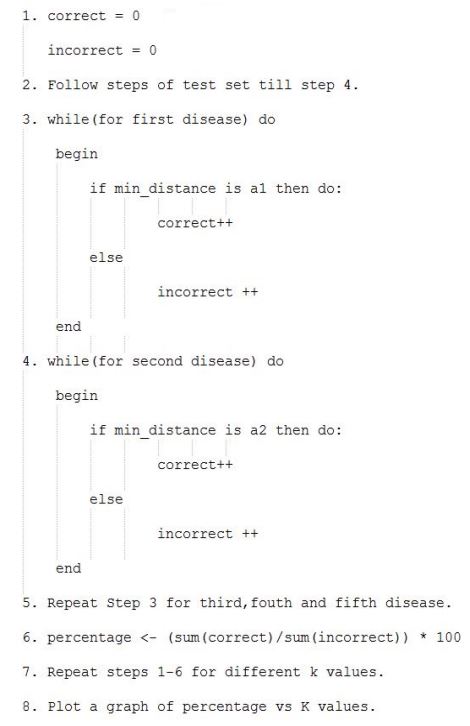 1. correct = 0
incorrect = 0
2. Follow steps of test set till step 4.
3. while(for first disease) do
begin
if min_distance is a1 then do:
correct++
else
incorrect ++
end
4. while(for second disease) do
begin
if min_distance is a2 then do:
correct++
else
incorrect ++
end
5. Repeat Step 3 for third,fouth and fifth disease.
6. percentage <- (sum(correct)/sum(incorrect)) * 100
7. Repeat steps 1-6 for different k values.
8. Plot a graph of percentage vs K values.